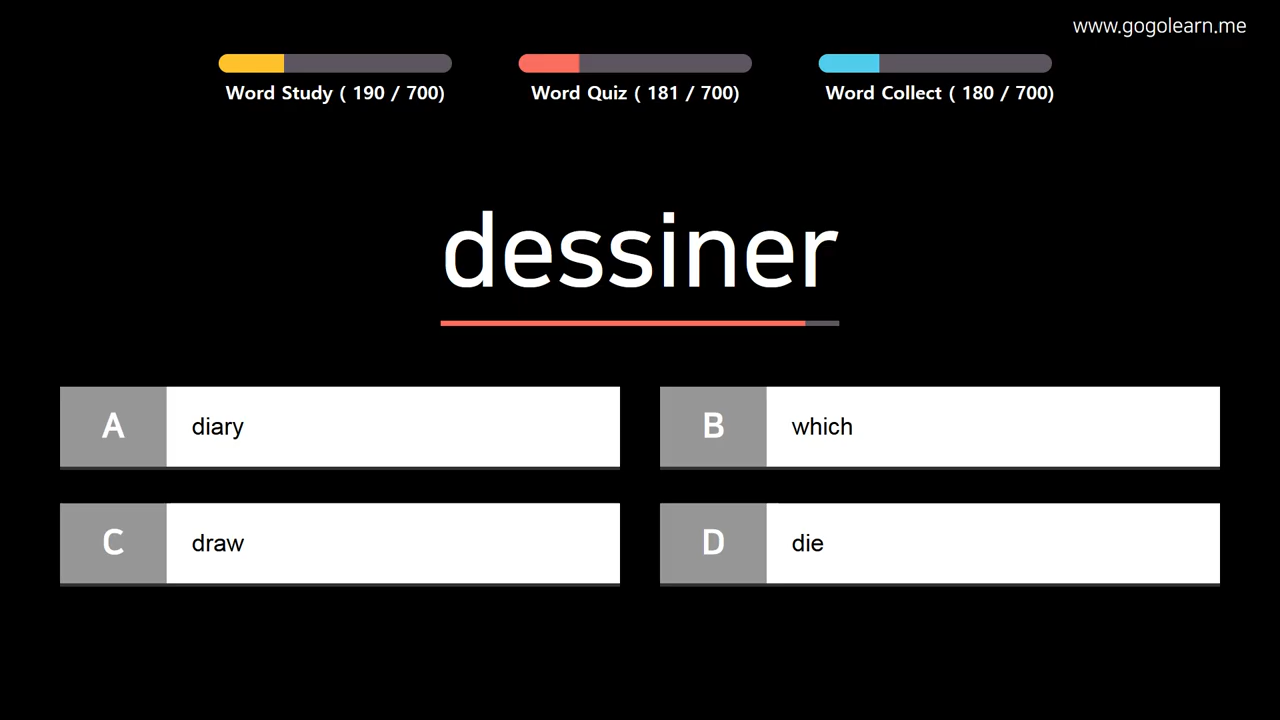 www.gogolearn.me
Word Study ( 190 / 700)
Word Quiz ( 181 / 700)
Word Collect ( 180 / 700)
dessiner
A diary
B which
C draw
D die